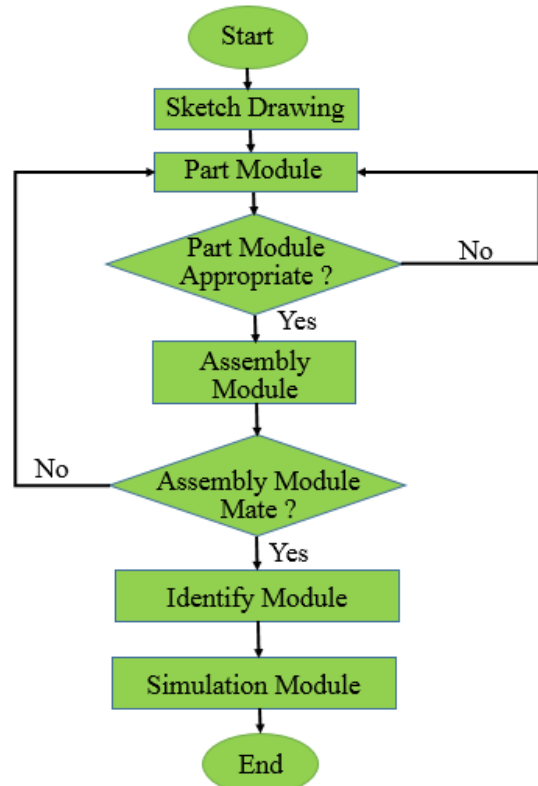 Start
Sketch Drawing
Part Module
Part Module
Appropriate ?
No
Yes
Assembly
Module
No
Assembly Module
Mate ?
Yes
Identify Module
Simulation Module
End